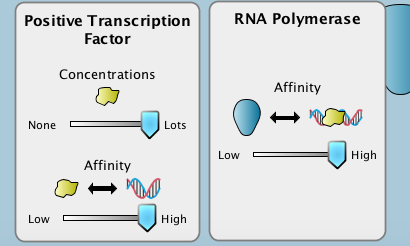 Positive Transcription
Factor
Concentrations
None Lots
Affinity
Low High
RNA Polymerase
Affinity
Low High